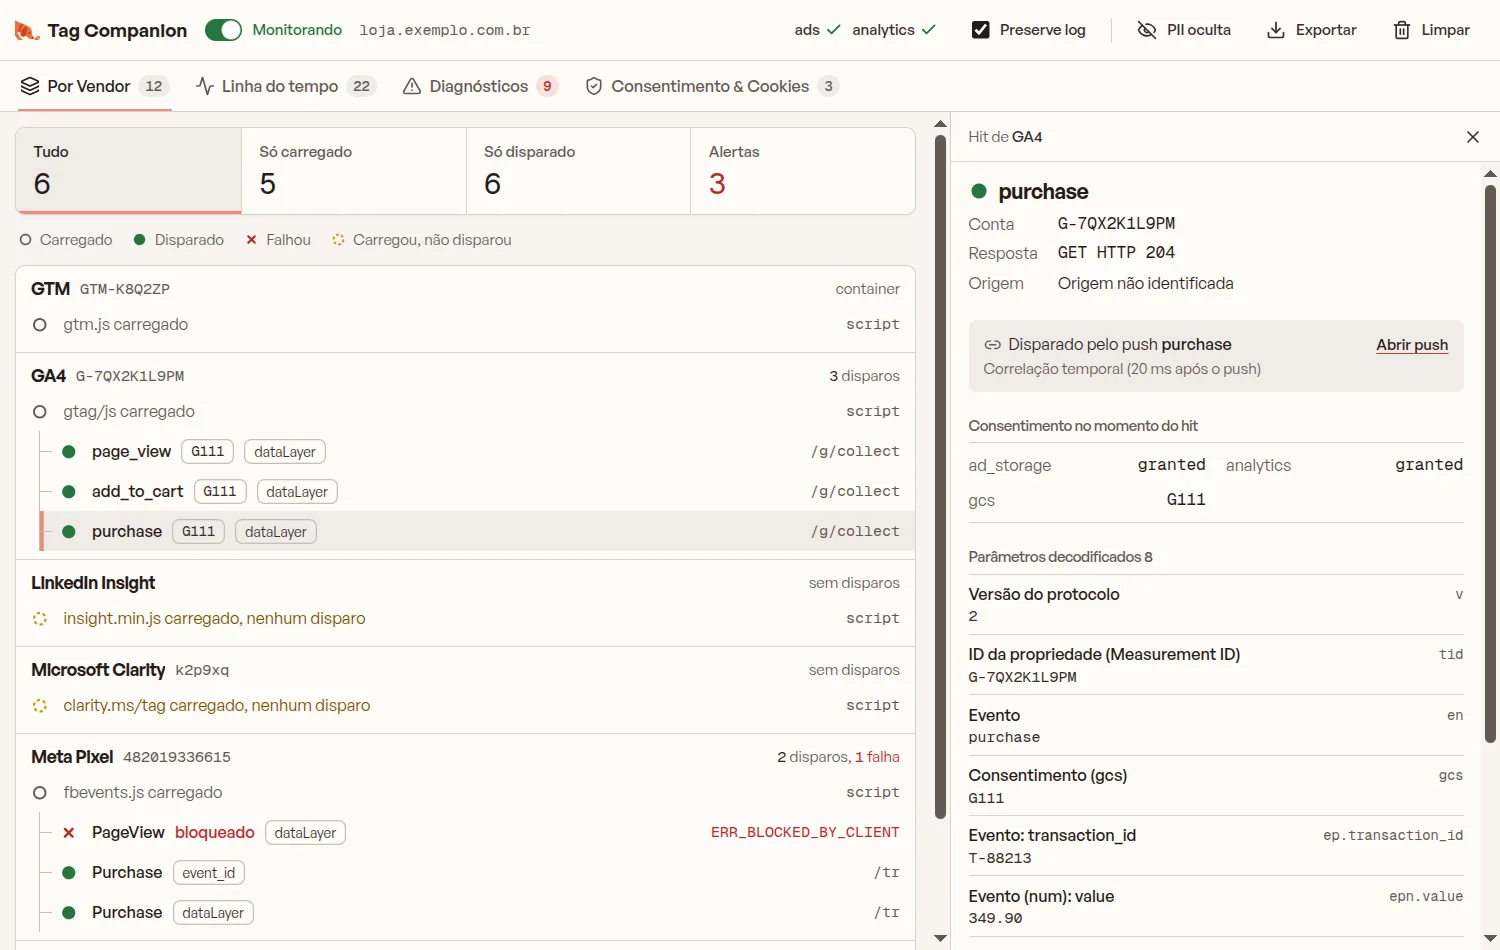 Tag Companion
Monitorando
loja.exemplo.com.br
ads
analytics
Preserve log
PII oculta
Exportar
Limpar
Por Vendor 12
Linha do tempo 22
Diagnósticos 9
Consentimento & Cookies 3
Tudo
6
Só carregado
5
Só disparado
6
Alertas
3
Carregado
Disparado
Falhou
Carregou, não disparou
GTM GTM-K8Q2ZP container
gtm.js carregado script
GA4 G-7QX2K1L9PM 3 disparos
gtag/js carregado script
page_view G111 dataLayer /g/collect
add_to_cart G111 dataLayer /g/collect
purchase G111 dataLayer /g/collect
LinkedIn Insight sem disparos
insight.min.js carregado, nenhum disparo script
Microsoft Clarity k2p9xq sem disparos
clarity.ms/tag carregado, nenhum disparo script
Meta Pixel 482019336615 2 disparos, 1 falha
fbevents.js carregado script
PageView bloqueado dataLayer ERR_BLOCKED_BY_CLIENT
Purchase event_id /tr
Purchase dataLayer /tr
Hit de GA4
purchase
Conta G-7QX2K1L9PM
Resposta GET HTTP 204
Origem Origem não identificada
Disparado pelo push purchase Abrir push
Correlação temporal (20 ms após o push)
Consentimento no momento do hit
ad_storage granted analytics granted
gcs G111
Parâmetros decodificados 8
Versão do protocolo v
2
ID da propriedade (Measurement ID) tid
G-7QX2K1L9PM
Evento en
purchase
Consentimento (gcs) gcs
G111
Evento: transaction_id ep.transaction_id
T-88213
Evento (num): value epn.value
349.90